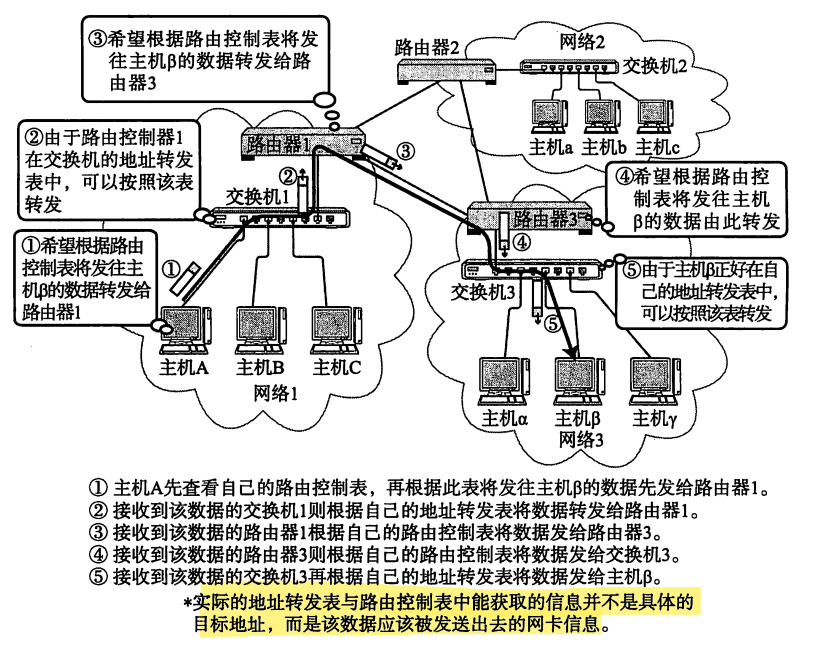 ③希望根据路由控制表将发
往主机β的数据转发给路
由器3
②由于路由控制器1
在交换机的地址转发
表中，可以按照该表
转发
①希望根据路由
控制表将发往主
机β的数据转发给
路由器1
路由器1
③
②
交换机1
①
主机A
主机B
主机C
网络1
路由器2
网络2
交换机2
主机a
主机b
主机c
④希望根据路由控
制表将发往主机
β的数据由此转发
路由器3
④
交换机3
⑤由于主机β正好在自
己的地址转发表中，
可以按照该表转发
⑤
主机α
主机β
主机γ
网络3
① 主机A先查看自己的路由控制表，再根据此表将发往主机β的数据先发给路由器1。
② 接收到该数据的交换机1则根据自己的地址转发表将数据转发给路由器1。
③ 接收到该数据的路由器1根据自己的路由控制表将数据发给路由器3。
④ 接收到该数据的路由器3则根据自己的路由控制表将数据发给交换机3。
⑤ 接收到该数据的交换机3再根据自己的地址转发表将数据发给主机β。
*实际的地址转发表与路由控制表中能获取的信息并不是具体的
目标地址，而是该数据应该被发送出去的网卡信息。